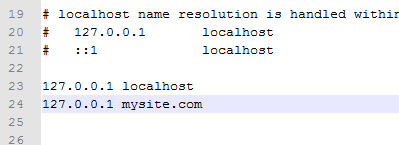 19 # localhost name resolution is handled within
20 #   127.0.0.1       localhost
21 #   ::1             localhost
22
23 127.0.0.1 localhost
24 127.0.0.1 mysite.com
25
26